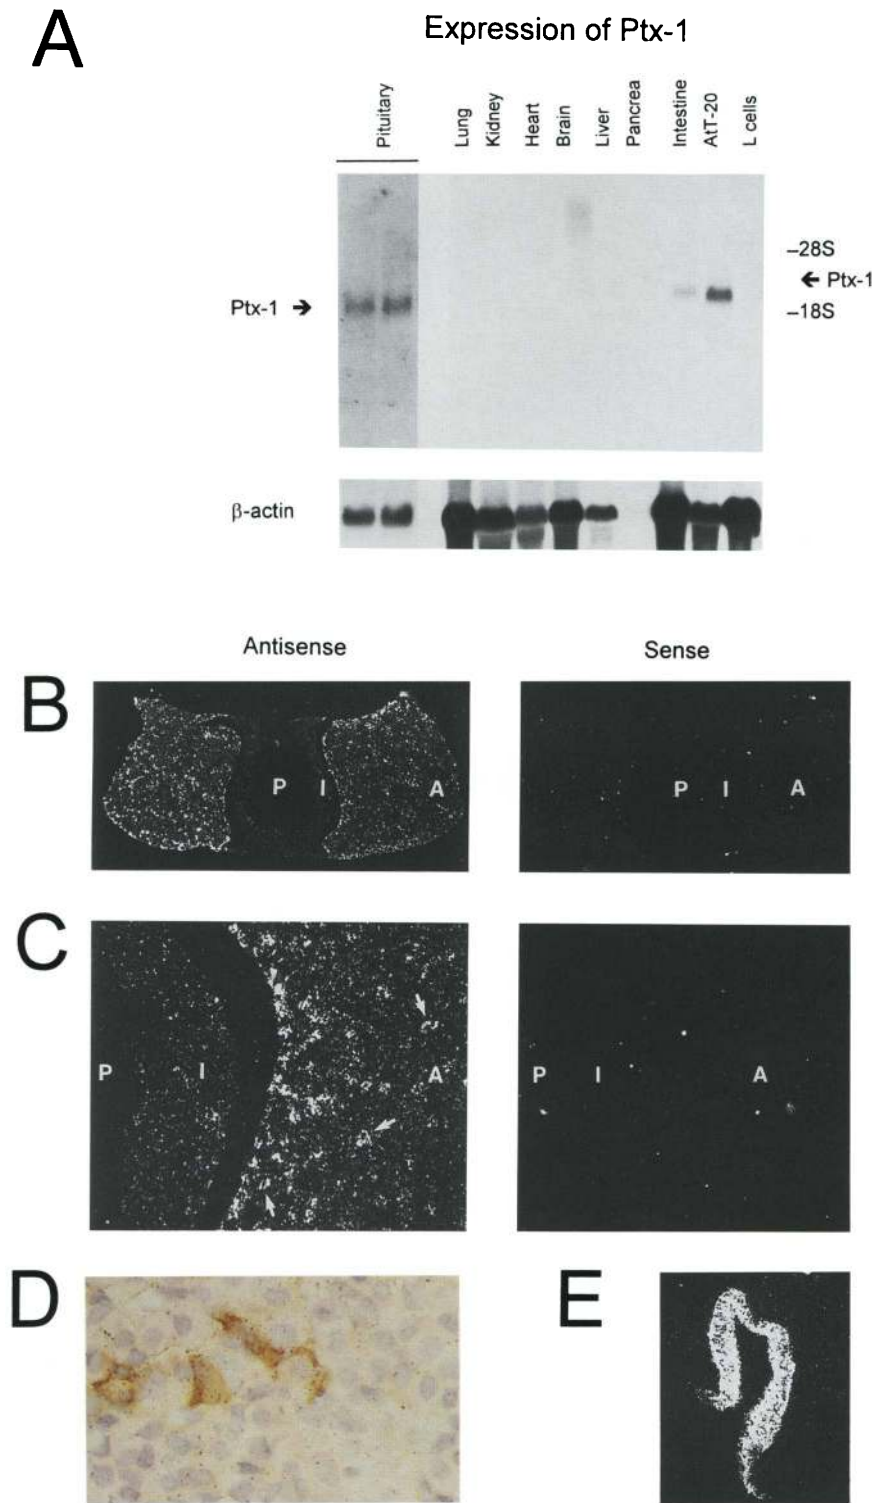 A
Expression of Ptx-1
Pituitary
Lung
Kidney
Heart
Brain
Liver
Pancrea
Intestine
AtT-20
L cells
–28S
← Ptx-1
Ptx-1 →
–18S
β-actin
Antisense
Sense
B
P I A
P I A
C
P I A
P I A
D
E